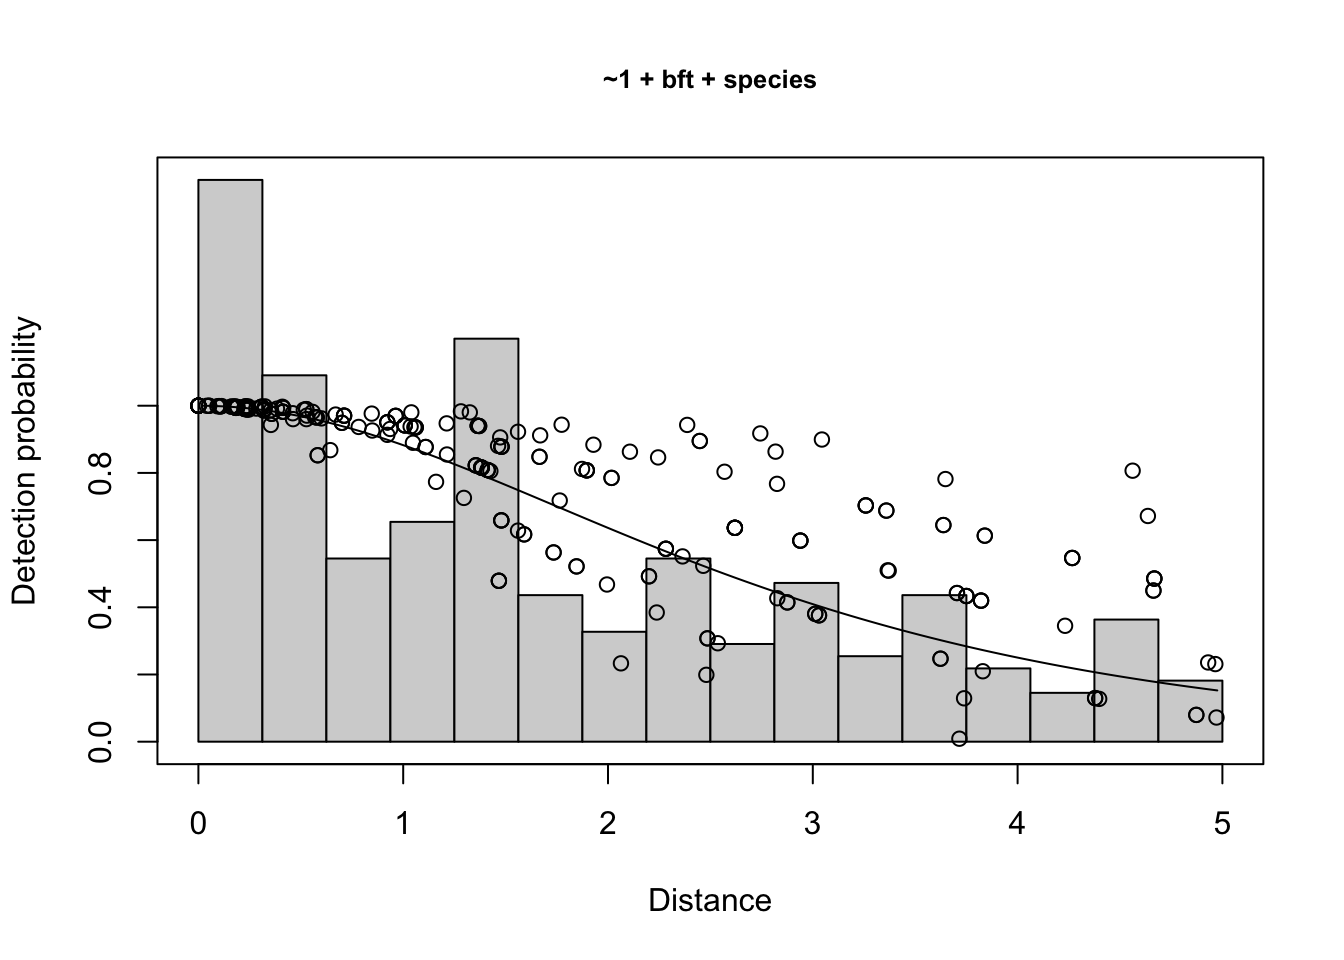 ~1 + bft + species
Detection probability
0.8
0.4
0.0
0 1 2 3 4 5
Distance